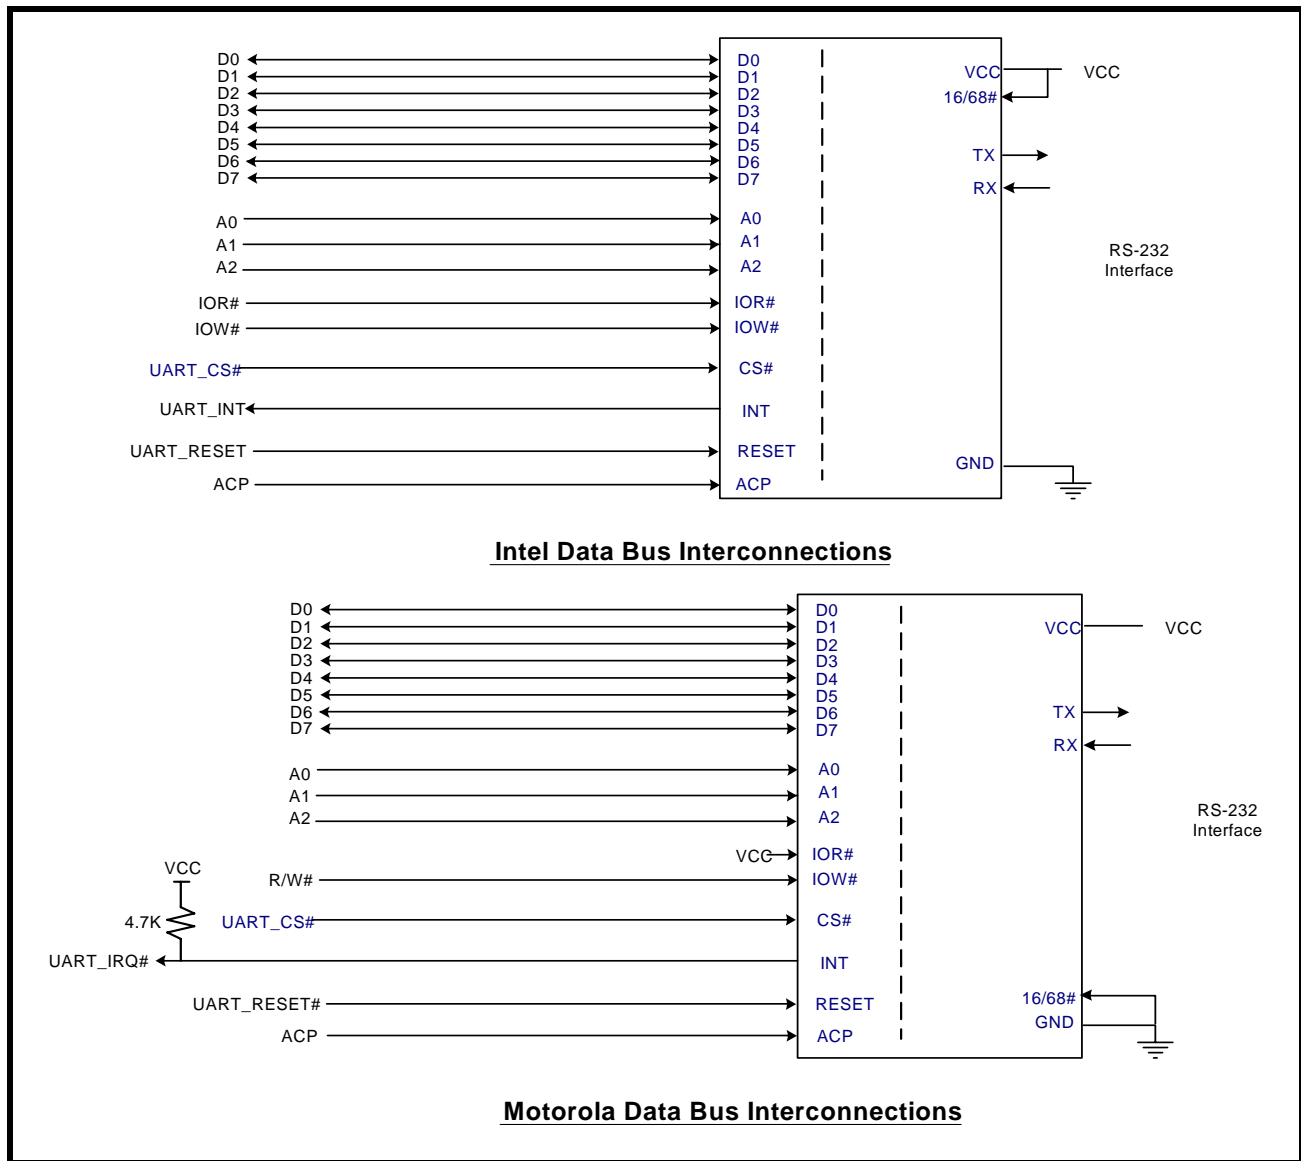 D0 D0
D1 D1
D2 D2
D3 D3
D4 D4
D5 D5
D6 D6
D7 D7
A0 A0
A1 A1
A2 A2
IOR# IOR#
IOW# IOW#
UART_CS# CS#
UART_INT INT
UART_RESET RESET
ACP ACP
VCC VCC
16/68#
TX
RX
RS-232
Interface
GND
Intel Data Bus Interconnections
D0 D0
D1 D1
D2 D2
D3 D3
D4 D4
D5 D5
D6 D6
D7 D7
A0 A0
A1 A1
A2 A2
VCC IOR#
R/W# IOW#
VCC
4.7K
UART_CS# CS#
UART_IRQ# INT
UART_RESET# RESET
ACP ACP
VCC VCC
TX
RX
RS-232
Interface
16/68#
GND
Motorola Data Bus Interconnections